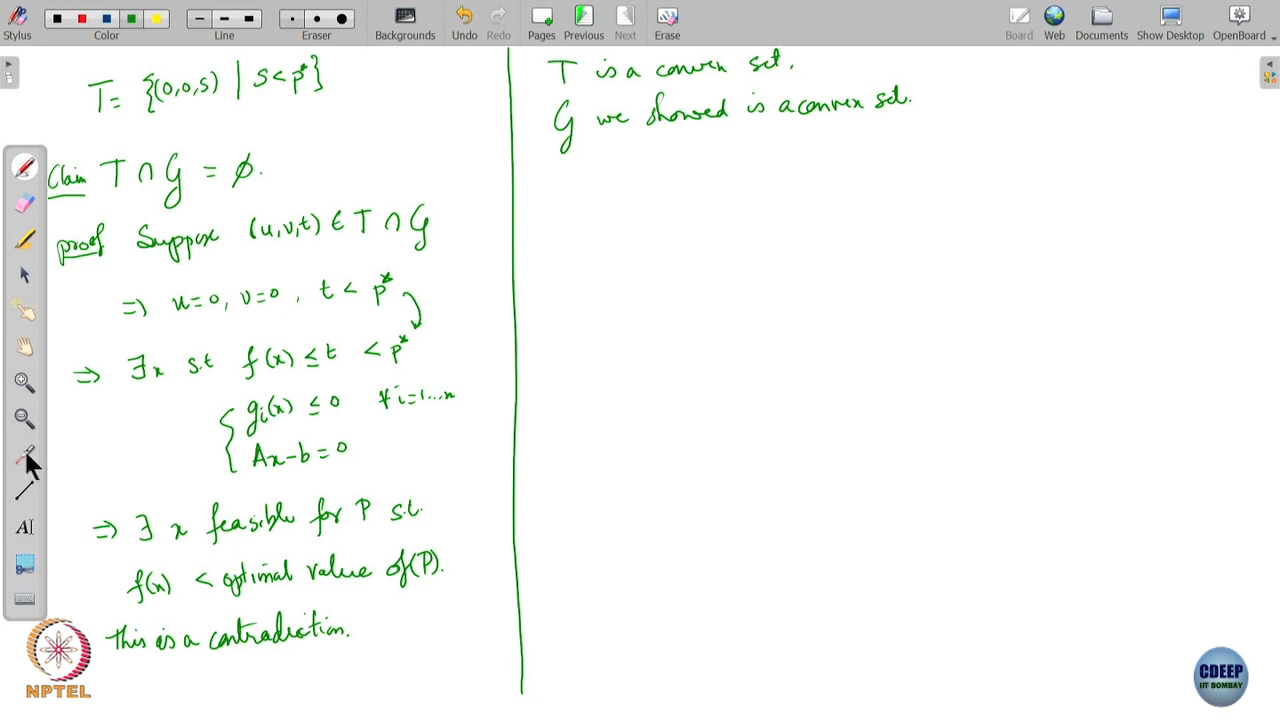 Stylus
Color
Line
Eraser
Backgrounds
Undo
Redo
Pages
Previous
Next
Erase
Board
Web
Documents
Show Desktop
OpenBoard
T = {(0,0,s) | s < p*}
Claim T ∩ G = ϕ.
proof Suppose (u,v,t) ∈ T ∩ G
⇒ u=0, v=0, t < p*
⇒ ∃x s.t f(x) ≤ t < p*
gi(x) ≤ 0 ∀ i=1...m
Ax-b = 0
⇒ ∃ x feasible for P s.t.
f(x) < optimal value of (P).
this is a contradiction.
T is a convex set.
G we showed is a convex set.
AI
NPTEL
CDEEP
IIT BOMBAY